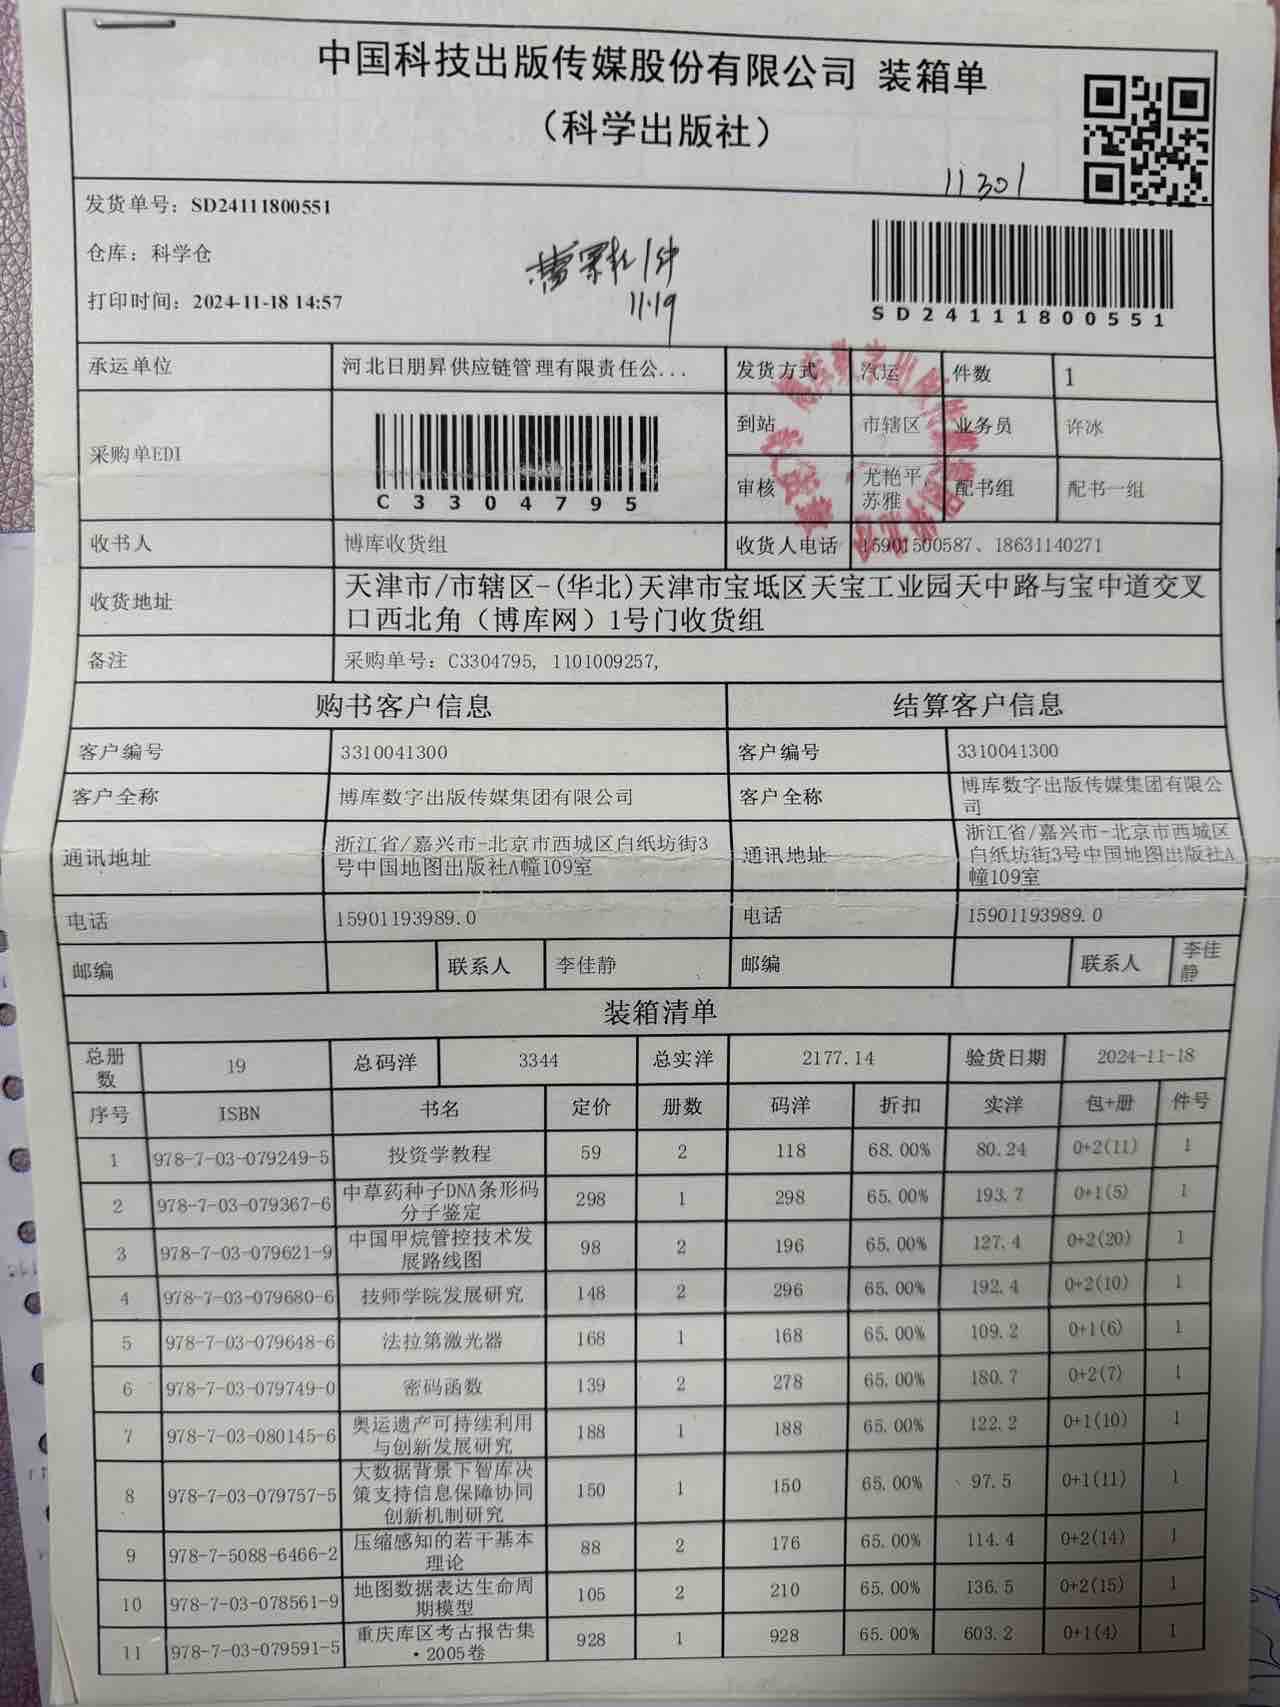 中国科技出版传媒股份有限公司 装箱单
（科学出版社）
11301
发货单号：SD24111800551
仓库：科学仓
打印时间：2024-11-18 14:57
1件
11.19
SD24111800551
承运单位 河北日朋昇供应链管理有限责任公... 发货方式 汽运 件数 1
采购单EDI C3304795 到站 市辖区 业务员 许冰
审核 尤艳平,苏雅 配书组 配书一组
收书人 博库收货组 收货人电话 15901500587、18631140271
收货地址 天津市/市辖区-(华北)天津市宝坻区天宝工业园天中路与宝中道交叉
口西北角（博库网）1号门收货组
备注 采购单号：C3304795, 1101009257,
购书客户信息 结算客户信息
客户编号 3310041300 客户编号 3310041300
客户全称 博库数字出版传媒集团有限公司 客户全称 博库数字出版传媒集团有限公司
通讯地址 浙江省/嘉兴市-北京市西城区白纸坊街3号中国地图出版社A幢109室 通讯地址 浙江省/嘉兴市-北京市西城区白纸坊街3号中国地图出版社A幢109室
电话 15901193989.0 电话 15901193989.0
邮编 联系人 李佳静 邮编 联系人 李佳静
装箱清单
总册数 19 总码洋 3344 总实洋 2177.14 验货日期 2024-11-18
序号 ISBN 书名 定价 册数 码洋 折扣 实洋 包+册 件号
1 978-7-03-079249-5 投资学教程 59 2 118 68.00% 80.24 0+2(11) 1
2 978-7-03-079367-6 中草药种子DNA条形码分子鉴定 298 1 298 65.00% 193.7 0+1(5) 1
3 978-7-03-079621-9 中国甲烷管控技术发展路线图 98 2 196 65.00% 127.4 0+2(20) 1
4 978-7-03-079680-6 技师学院发展研究 148 2 296 65.00% 192.4 0+2(10) 1
5 978-7-03-079648-6 法拉第激光器 168 1 168 65.00% 109.2 0+1(6) 1
6 978-7-03-079749-0 密码函数 139 2 278 65.00% 180.7 0+2(7) 1
7 978-7-03-080145-6 奥运遗产可持续利用与创新发展研究 188 1 188 65.00% 122.2 0+1(10) 1
8 978-7-03-079757-5 大数据背景下智库决策支持信息保障协同创新机制研究 150 1 150 65.00% 97.5 0+1(11) 1
9 978-7-5088-6466-2 压缩感知的若干基本理论 88 2 176 65.00% 114.4 0+2(14) 1
10 978-7-03-078561-9 地图数据表达生命周期模型 105 2 210 65.00% 136.5 0+2(15) 1
11 978-7-03-079591-5 重庆库区考古报告集·2005卷 928 1 928 65.00% 603.2 0+1(4) 1